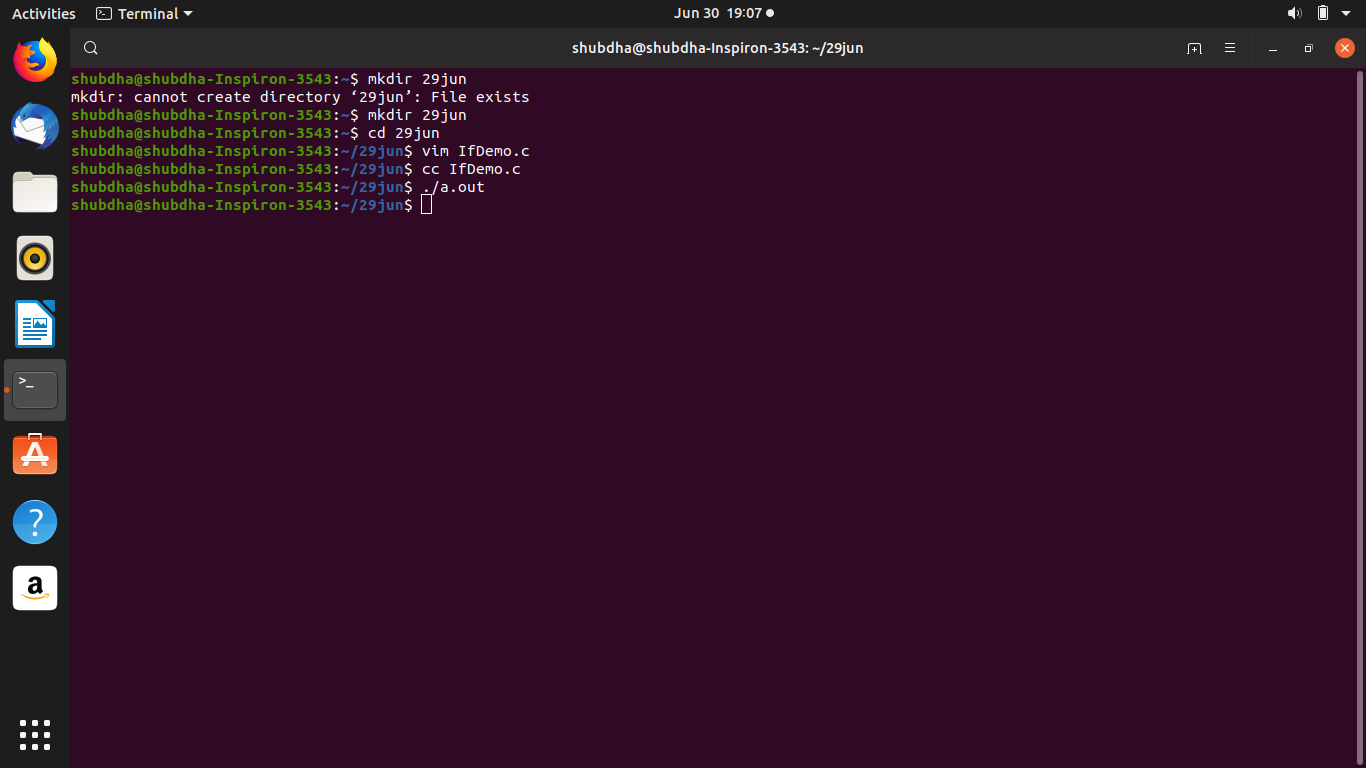 Activities Terminal Jun 30 19:07
shubdha@shubdha-Inspiron-3543: ~/29jun
shubdha@shubdha-Inspiron-3543:~$ mkdir 29jun
mkdir: cannot create directory ‘29jun’: File exists
shubdha@shubdha-Inspiron-3543:~$ mkdir 29jun
shubdha@shubdha-Inspiron-3543:~$ cd 29jun
shubdha@shubdha-Inspiron-3543:~/29jun$ vim IfDemo.c
shubdha@shubdha-Inspiron-3543:~/29jun$ cc IfDemo.c
shubdha@shubdha-Inspiron-3543:~/29jun$ ./a.out
shubdha@shubdha-Inspiron-3543:~/29jun$
>_
A
?
a